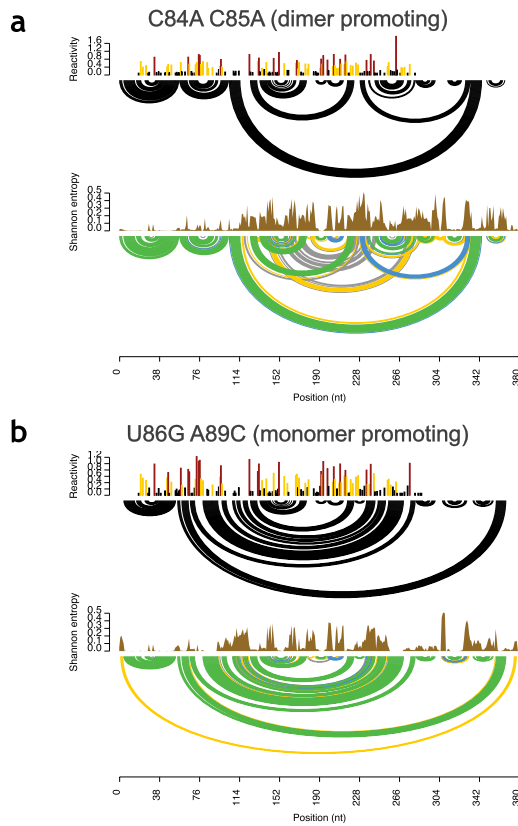 a
C84A C85A (dimer promoting)
Reactivity
1.6
1.2
0.8
0.4
0.0
Shannon entropy
0.5
0.4
0.3
0.2
0.1
0.0
0 38 76 114 152 190 228 266 304 342 380
Position (nt)
b
U86G A89C (monomer promoting)
Reactivity
1.2
1.0
0.8
0.6
0.4
0.2
0.0
Shannon entropy
0.5
0.4
0.3
0.2
0.1
0.0
0 38 76 114 152 190 228 266 304 342 380
Position (nt)